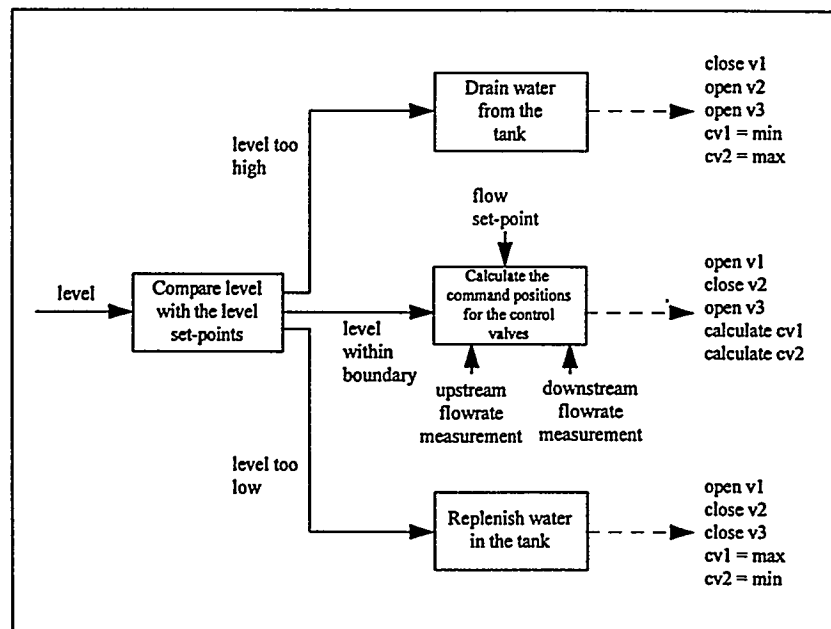 level
Compare level
with the level
set-points
level too
high
Drain water
from the
tank
close v1
open v2
open v3
cv1 = min
cv2 = max
level
within
boundary
flow
set-point
Calculate the
command positions
for the control
valves
upstream
flowrate
measurement
downstream
flowrate
measurement
open v1
close v2
open v3
calculate cv1
calculate cv2
level too
low
Replenish water
in the tank
open v1
close v2
close v3
cv1 = max
cv2 = min